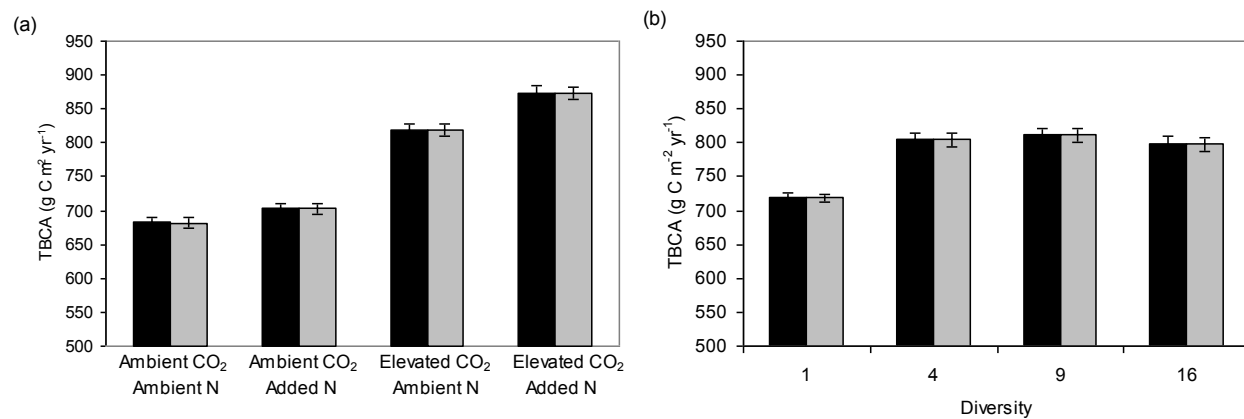 (a)
950
900
850
800
750
700
650
600
550
500
TBCA (g C m² yr⁻¹)
Ambient CO₂
Ambient N
Ambient CO₂
Added N
Elevated CO₂
Ambient N
Elevated CO₂
Added N
(b)
950
900
850
800
750
700
650
600
550
500
TBCA (g C m⁻² yr⁻¹)
1
4
9
16
Diversity